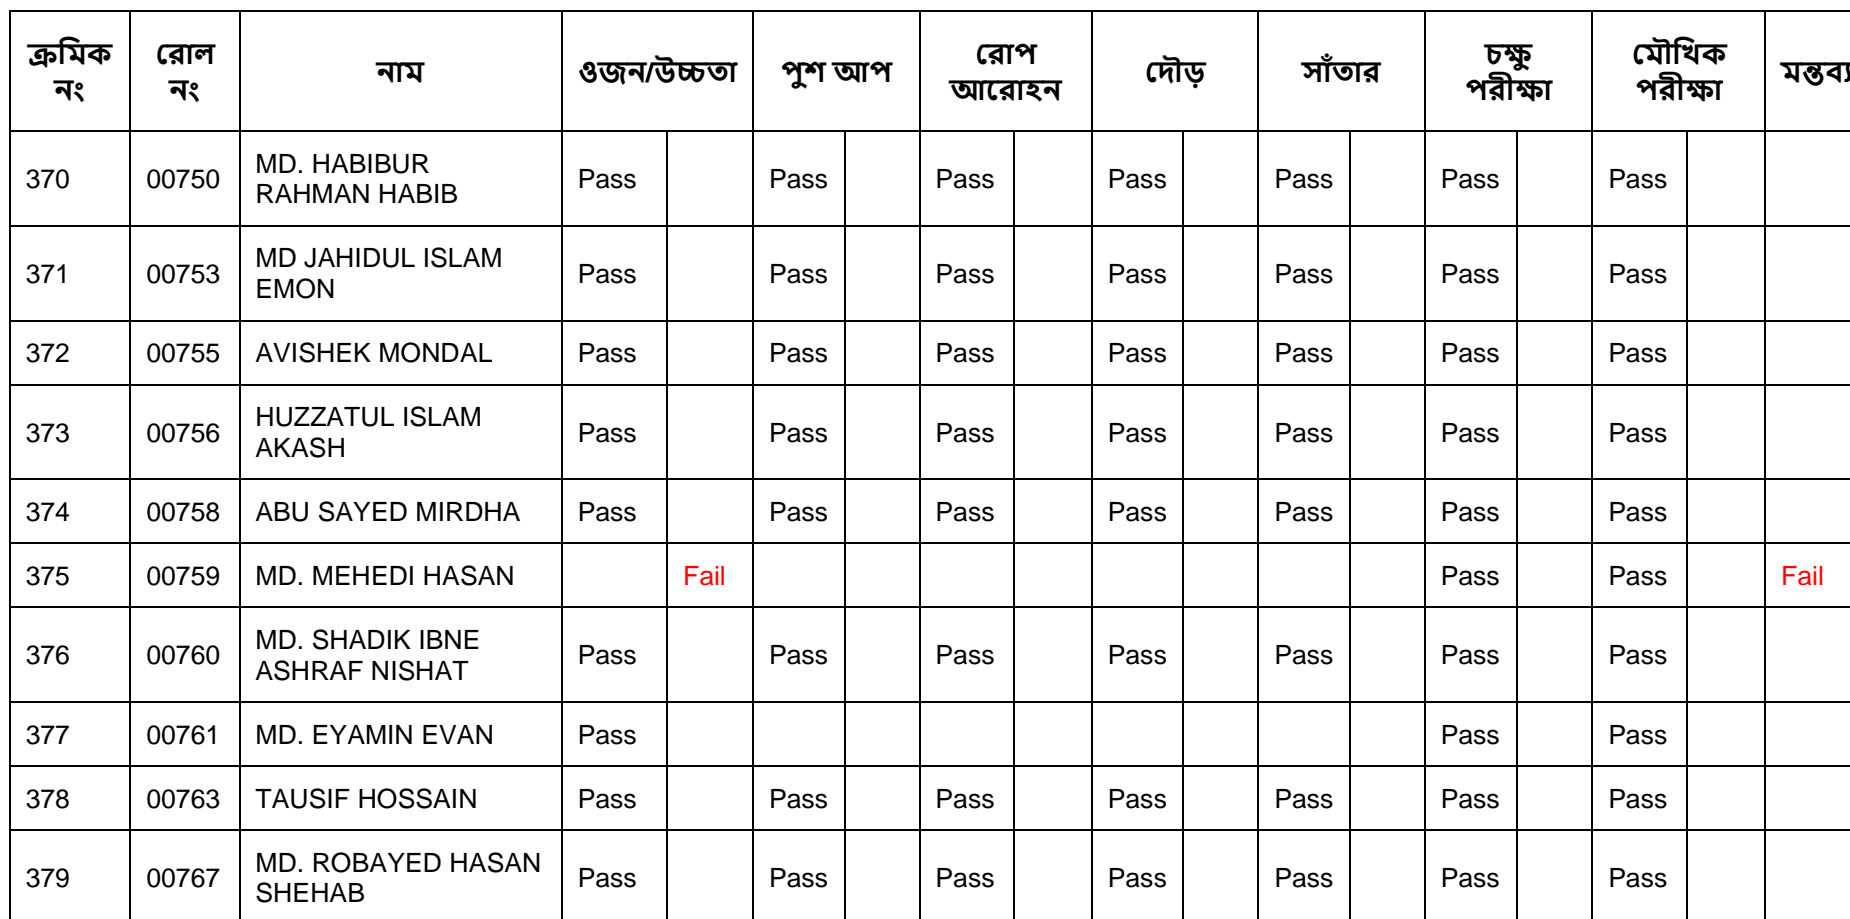 ক্রমিক নং রোল নং নাম ওজন/উচ্চতা পুশ আপ রোপ আরোহন দৌড় সাঁতার চক্ষু পরীক্ষা মৌখিক পরীক্ষা মন্তব্য
370 00750 MD. HABIBUR RAHMAN HABIB Pass Pass Pass Pass Pass Pass Pass
371 00753 MD JAHIDUL ISLAM EMON Pass Pass Pass Pass Pass Pass Pass
372 00755 AVISHEK MONDAL Pass Pass Pass Pass Pass Pass Pass
373 00756 HUZZATUL ISLAM AKASH Pass Pass Pass Pass Pass Pass Pass
374 00758 ABU SAYED MIRDHA Pass Pass Pass Pass Pass Pass Pass
375 00759 MD. MEHEDI HASAN Fail Pass Pass Fail
376 00760 MD. SHADIK IBNE ASHRAF NISHAT Pass Pass Pass Pass Pass Pass Pass
377 00761 MD. EYAMIN EVAN Pass Pass Pass
378 00763 TAUSIF HOSSAIN Pass Pass Pass Pass Pass Pass Pass
379 00767 MD. ROBAYED HASAN SHEHAB Pass Pass Pass Pass Pass Pass Pass